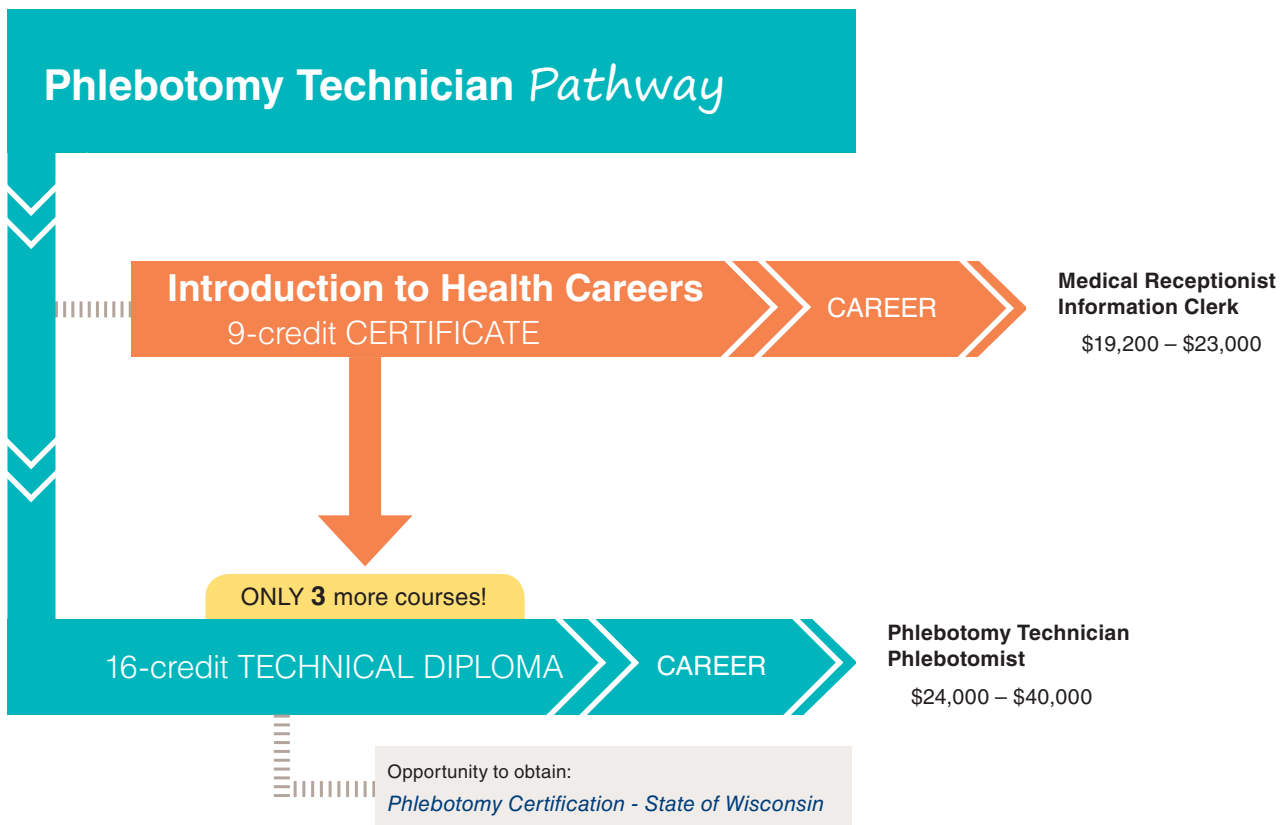 Phlebotomy Technician Pathway
Introduction to Health Careers
9-credit CERTIFICATE
CAREER
Medical Receptionist
Information Clerk
$19,200 – $23,000
ONLY 3 more courses!
16-credit TECHNICAL DIPLOMA
CAREER
Phlebotomy Technician
Phlebotomist
$24,000 – $40,000
Opportunity to obtain:
Phlebotomy Certification - State of Wisconsin